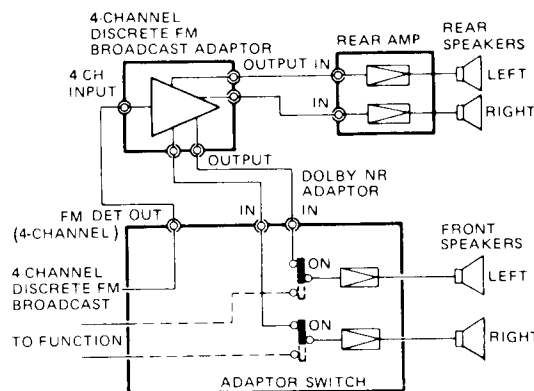 4-CHANNEL
DISCRETE FM
BROADCAST ADAPTOR
4 CH
INPUT
OUTPUT IN
REAR AMP
REAR
SPEAKERS
LEFT
IN
RIGHT
OUTPUT
DOLBY NR
ADAPTOR
FM DET OUT
(4-CHANNEL)
IN
IN
FRONT
SPEAKERS
4-CHANNEL
DISCRETE FM
BROADCAST
ON
LEFT
ON
TO FUNCTION
RIGHT
ADAPTOR SWITCH